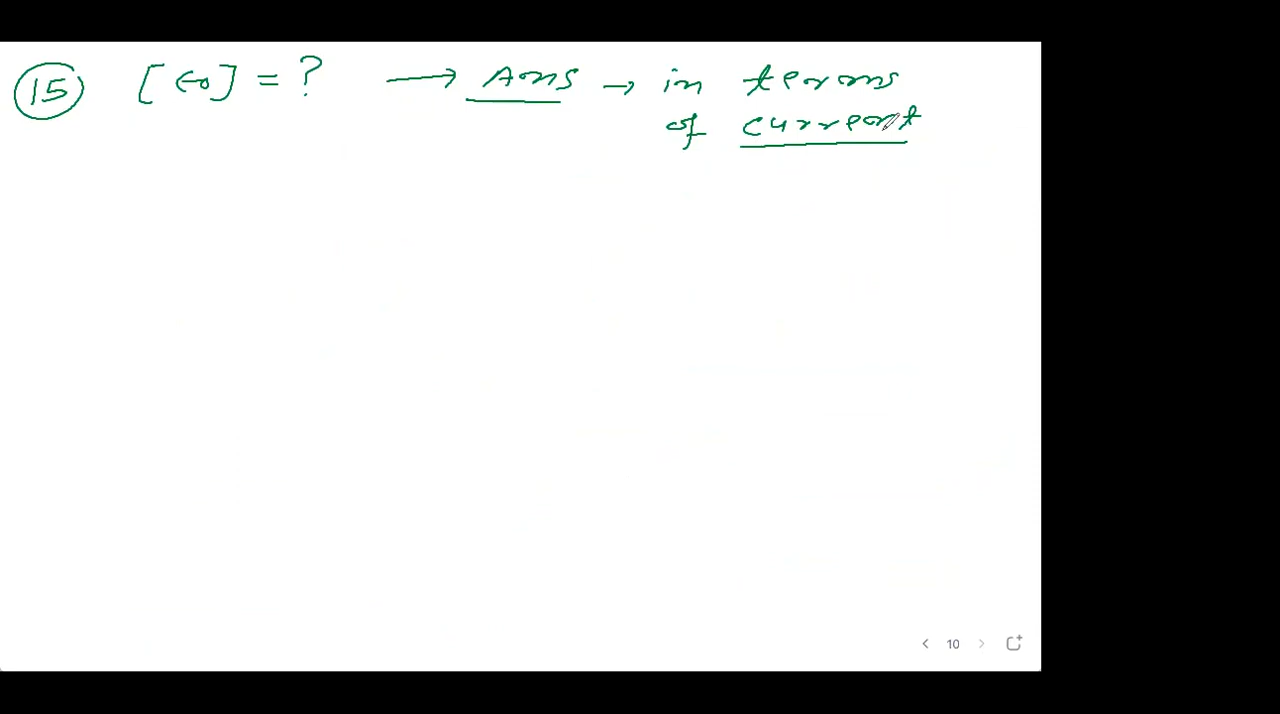 15 [ϵ0] = ? → Ans → in terms
of current
< 10 >